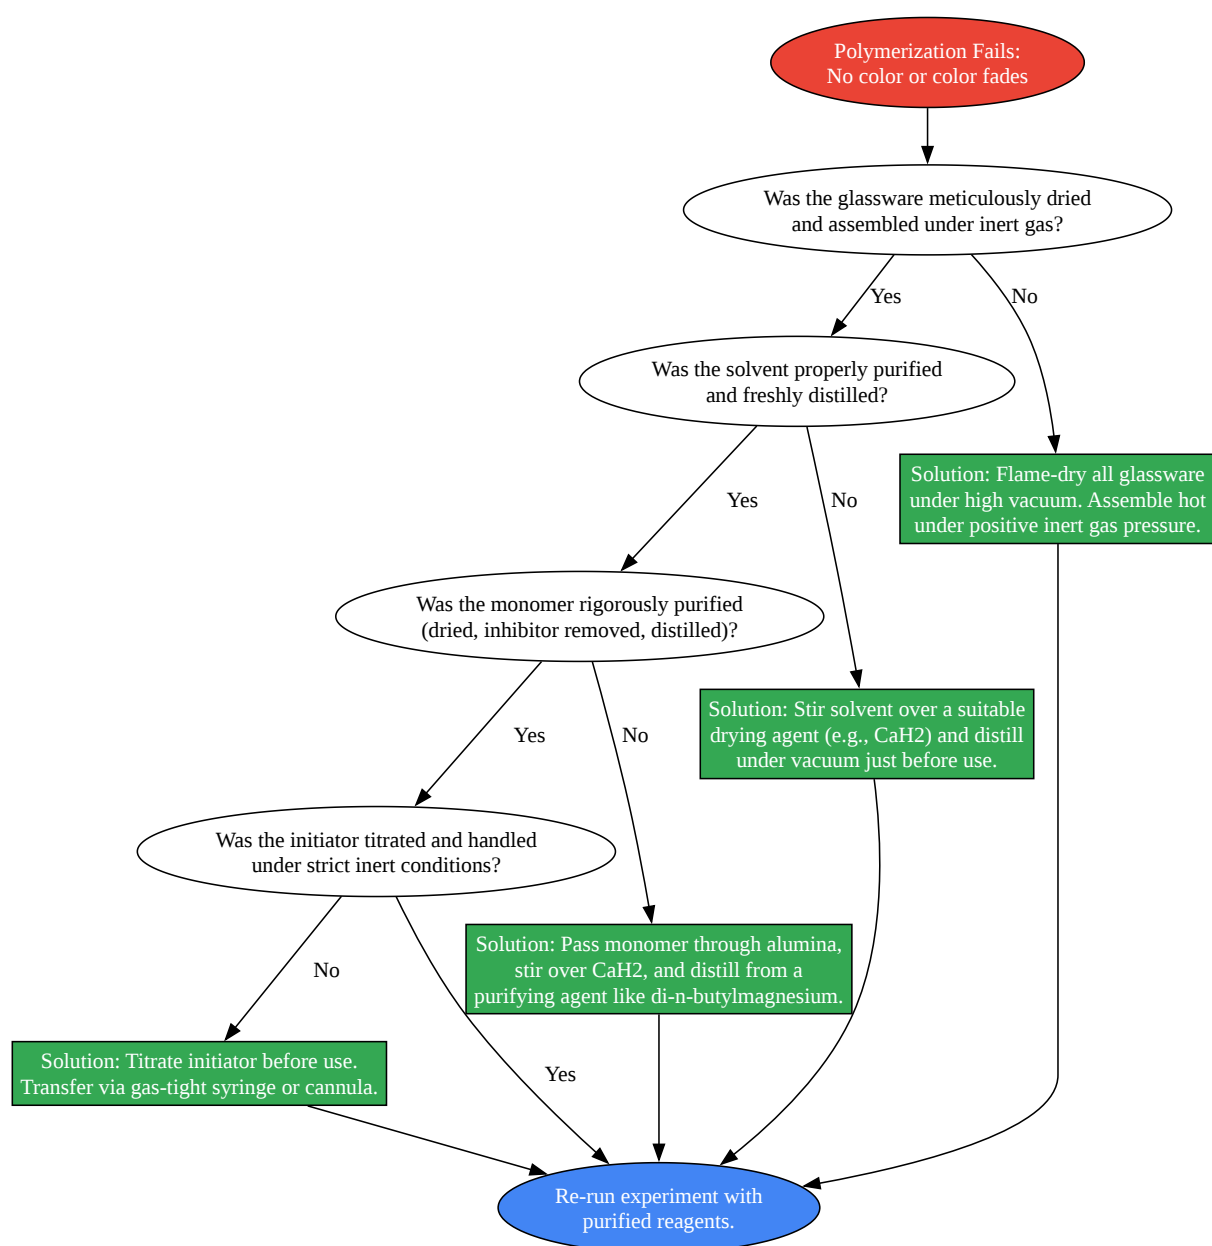 Polymerization Fails:
No color or color fades
Was the glassware meticulously dried
and assembled under inert gas?
Yes
No
Was the solvent properly purified
and freshly distilled?
Solution: Flame-dry all glassware
under high vacuum. Assemble hot
under positive inert gas pressure.
Yes
No
Was the monomer rigorously purified
(dried, inhibitor removed, distilled)?
Solution: Stir solvent over a suitable
drying agent (e.g., CaH2) and distill
under vacuum just before use.
Yes
No
Was the initiator titrated and handled
under strict inert conditions?
Solution: Pass monomer through alumina,
stir over CaH2, and distill from a
purifying agent like di-n-butylmagnesium.
No
Yes
Solution: Titrate initiator before use.
Transfer via gas-tight syringe or cannula.
Re-run experiment with
purified reagents.